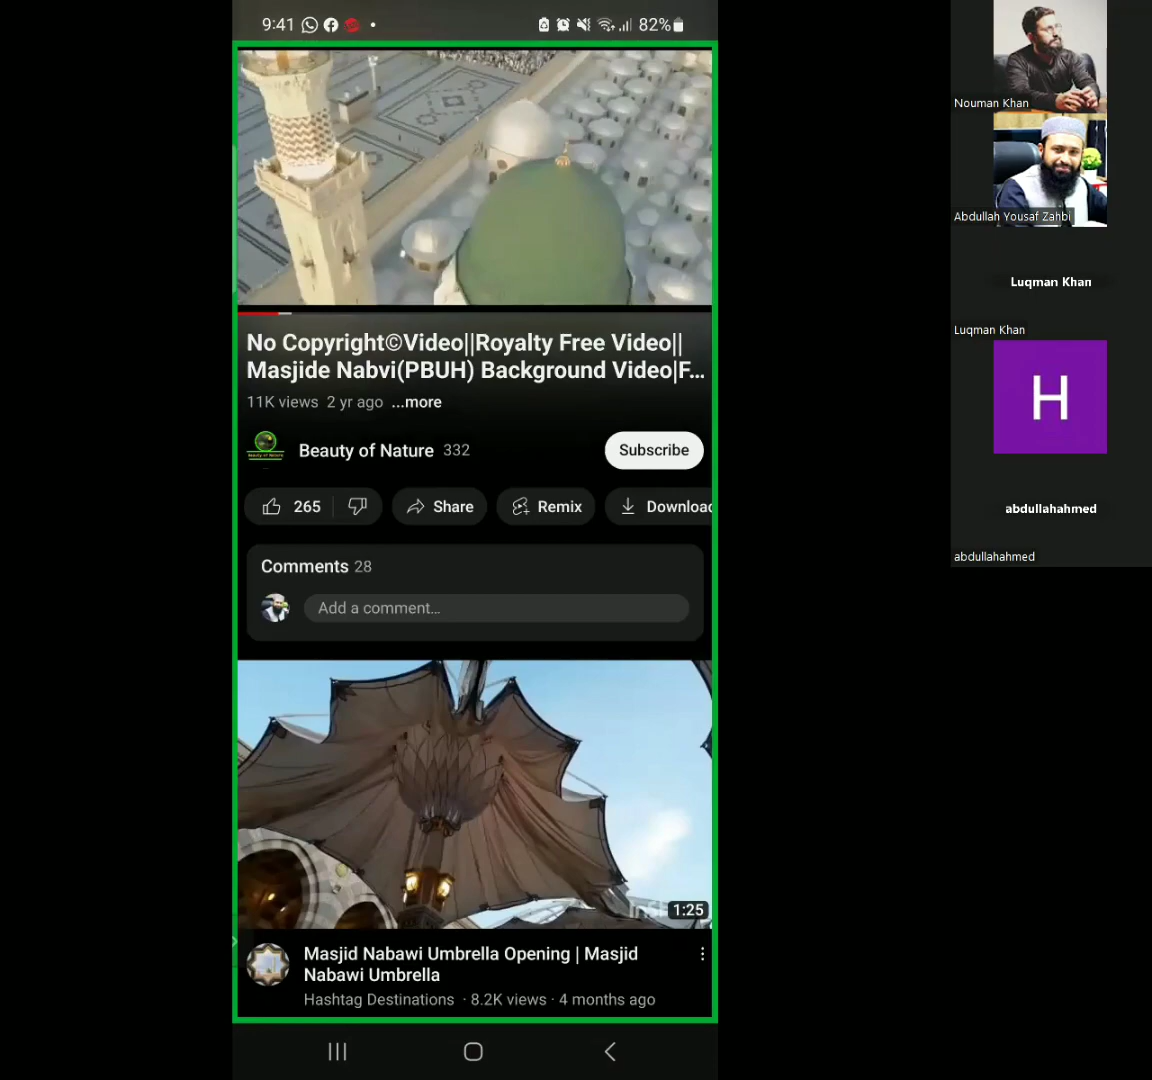 9:41
82%
No Copyright©Video||Royalty Free Video||
Masjide Nabvi(PBUH) Background Video|F...
11K views 2 yr ago ...more
Beauty of Nature 332
Subscribe
265
Share
Remix
Download
Comments 28
Add a comment...
1:25
Masjid Nabawi Umbrella Opening | Masjid
Nabawi Umbrella
Hashtag Destinations · 8.2K views · 4 months ago
Nouman Khan
Abdullah Yousaf Zahbi
Luqman Khan
Luqman Khan
H
abdullahahmed
abdullahahmed